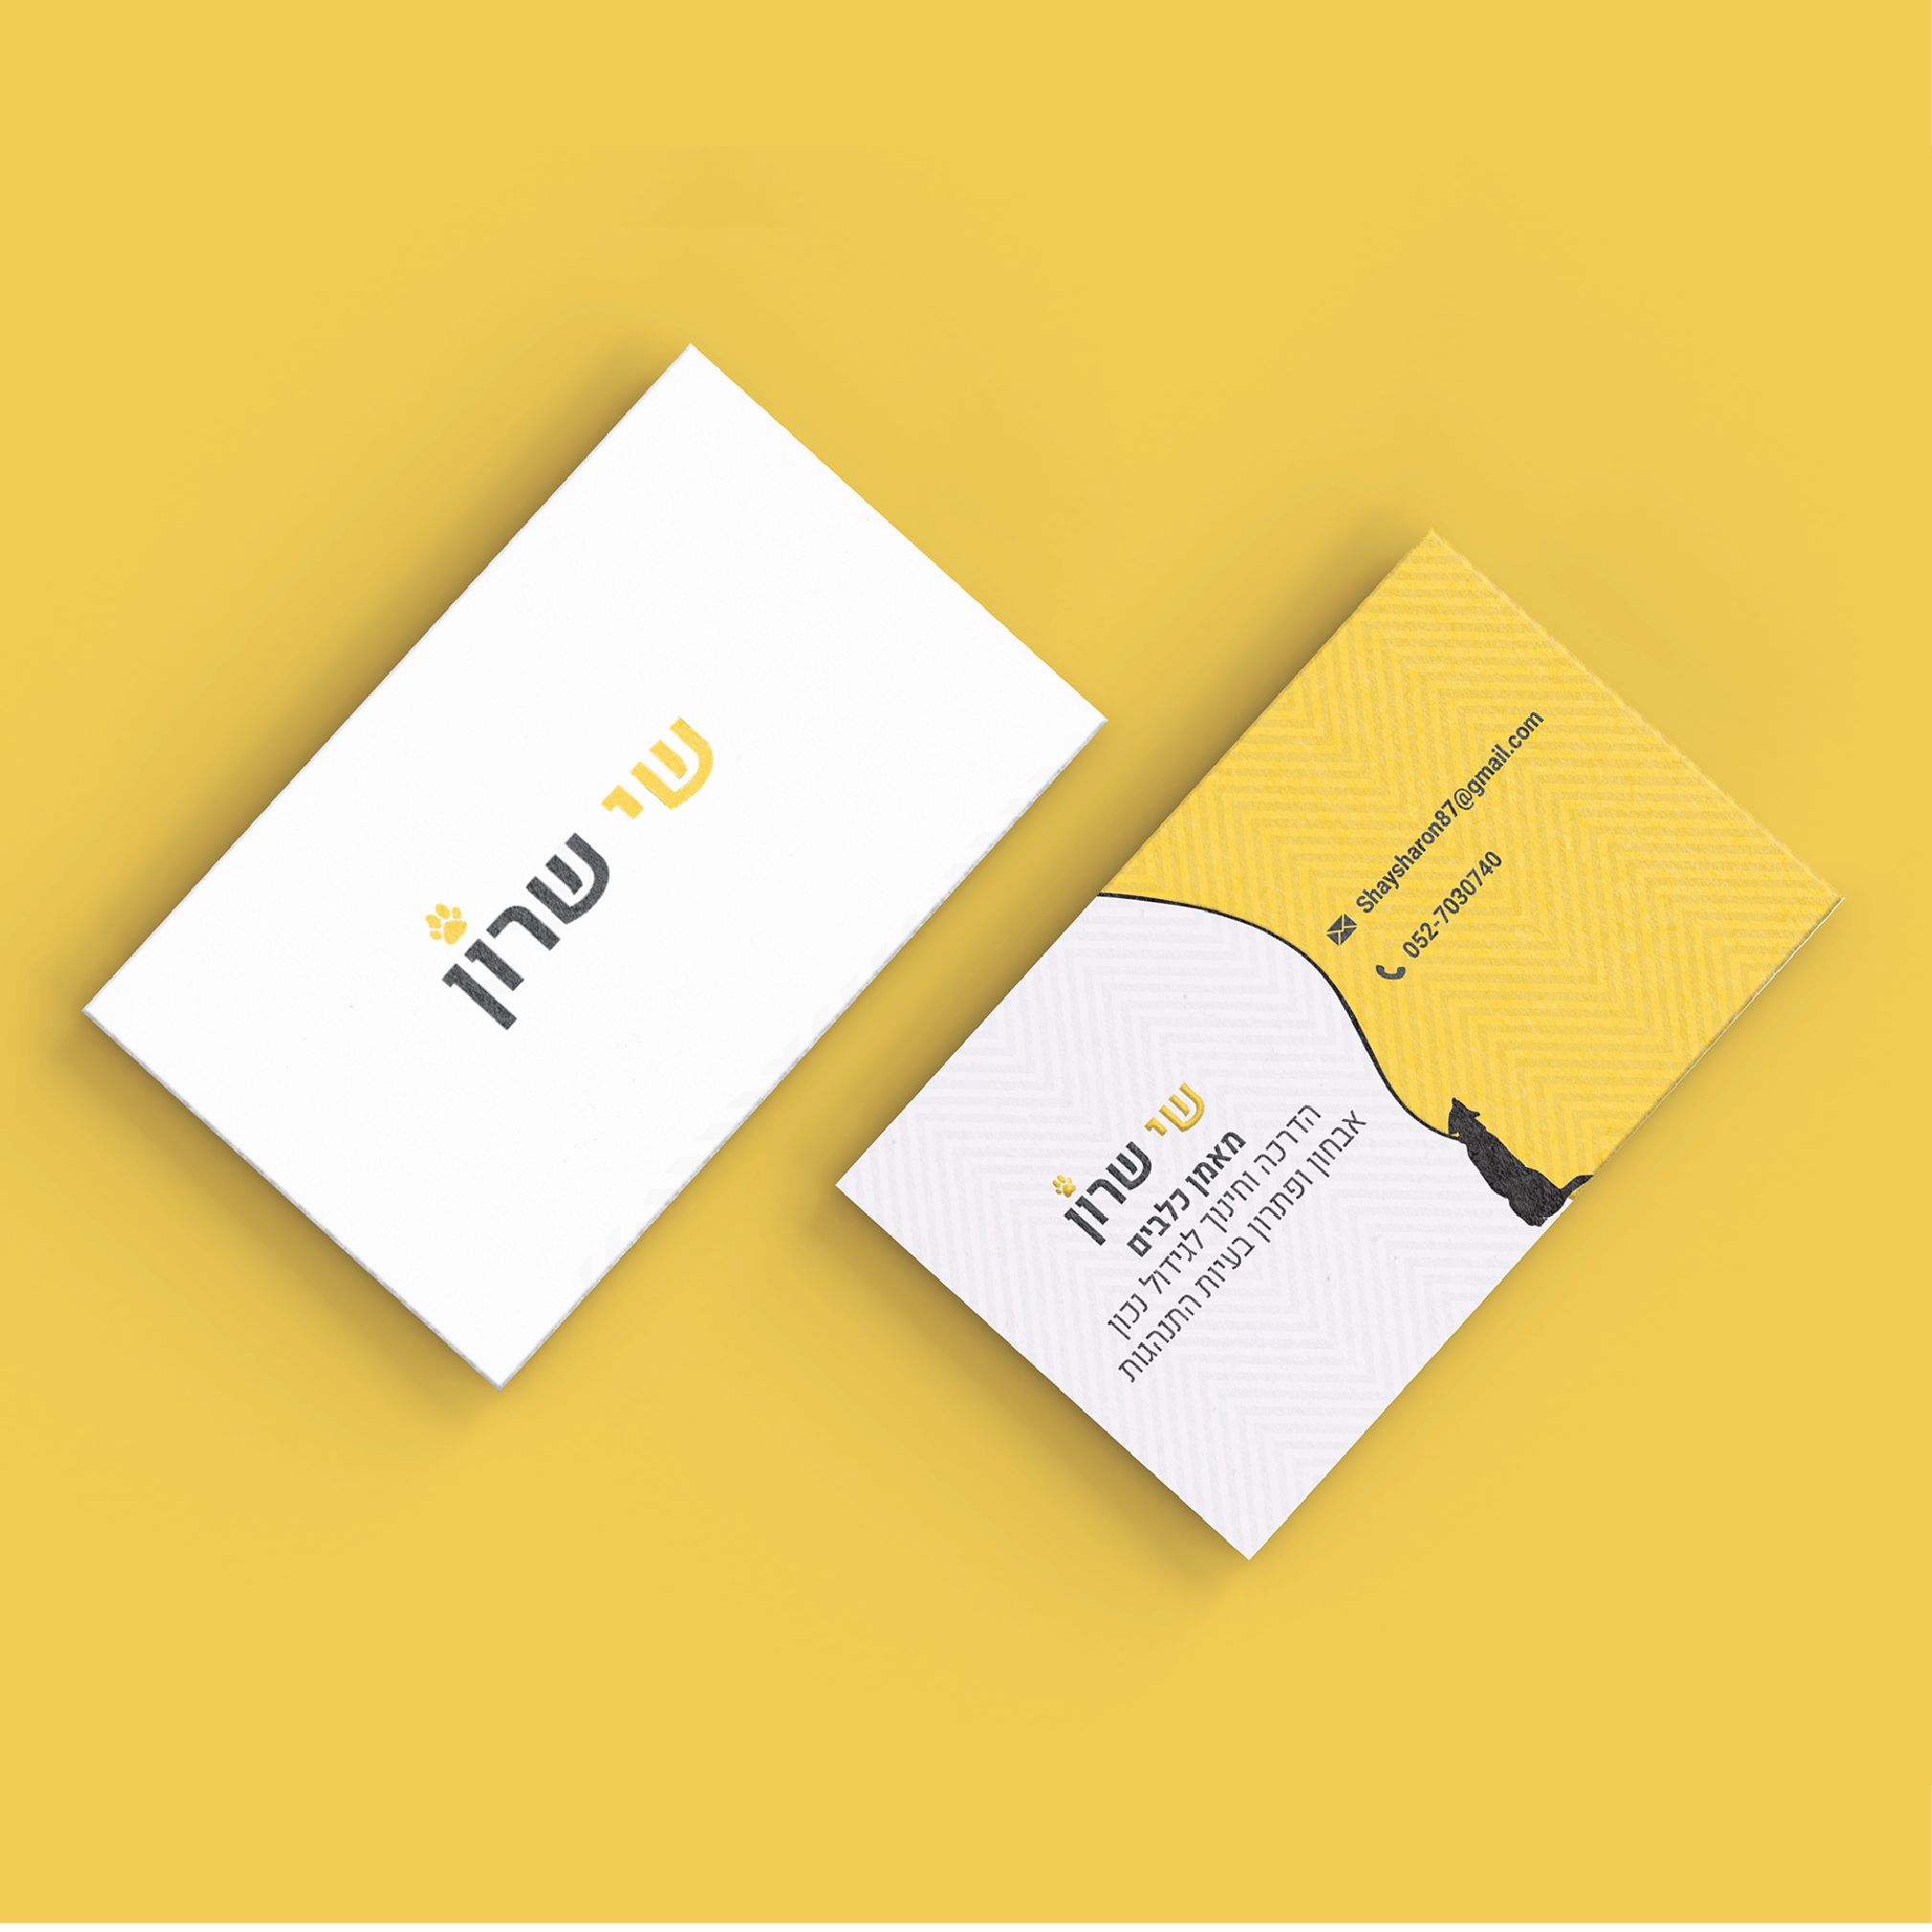 שי שרון
שי שרון
מאמן כלבים
הדרכה וחינוך לגידול נכון
אבחון ופתרון בעיות התנהגות
Shaysharon87@gmail.com
052-7030740